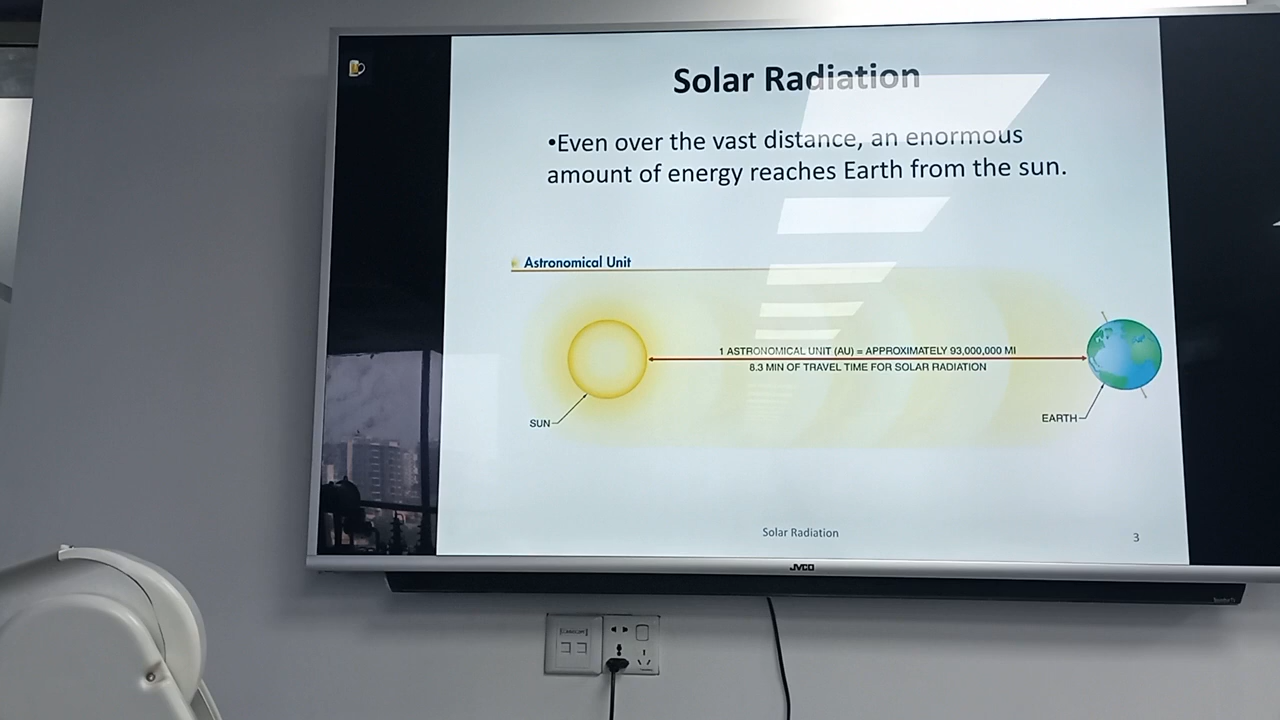 Solar Radiation
•Even over the vast distance, an enormous
amount of energy reaches Earth from the sun.
Astronomical Unit
1 ASTRONOMICAL UNIT (AU) = APPROXIMATELY 93,000,000 MI
8.3 MIN OF TRAVEL TIME FOR SOLAR RADIATION
SUN
EARTH
Solar Radiation
3
JVCO